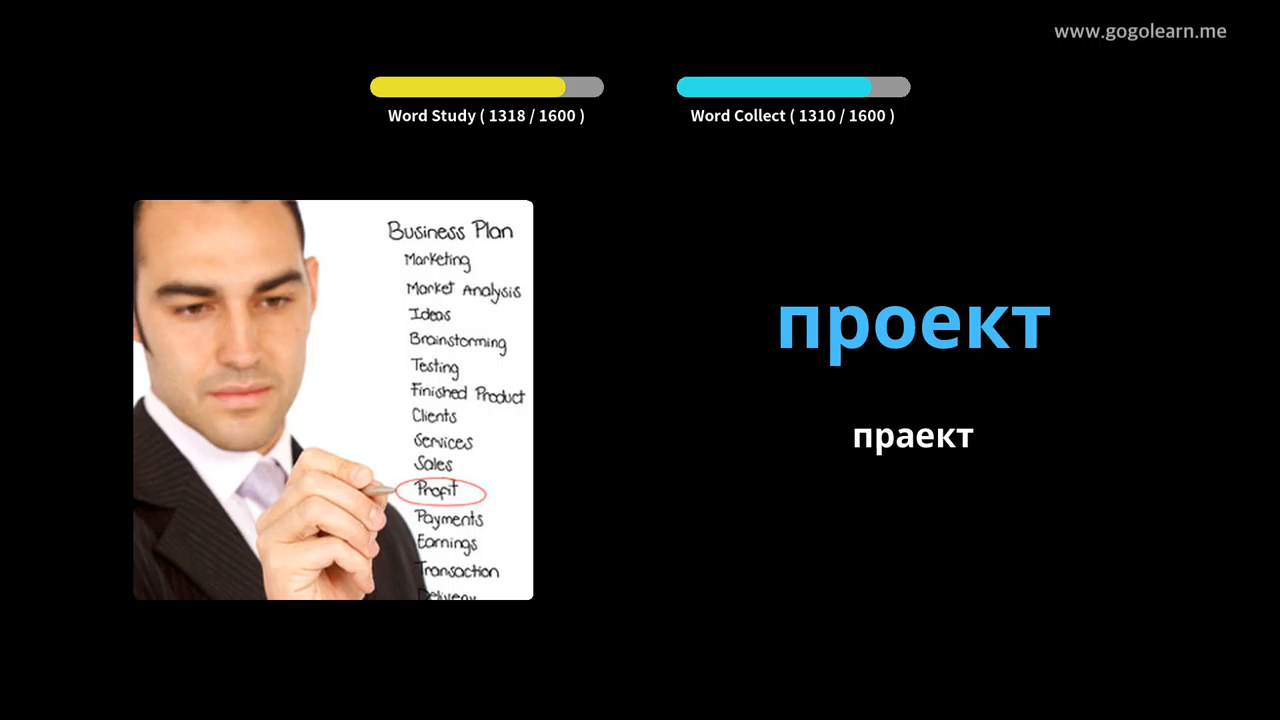 www.gogolearn.me
Word Study ( 1318 / 1600 )
Word Collect ( 1310 / 1600 )
Business Plan
Marketing
Market Analysis
Ideas
Brainstorming
Testing
Finished Product
Clients
Services
Sales
Profit
Payments
Earnings
Transaction
Delivery
проект
праект